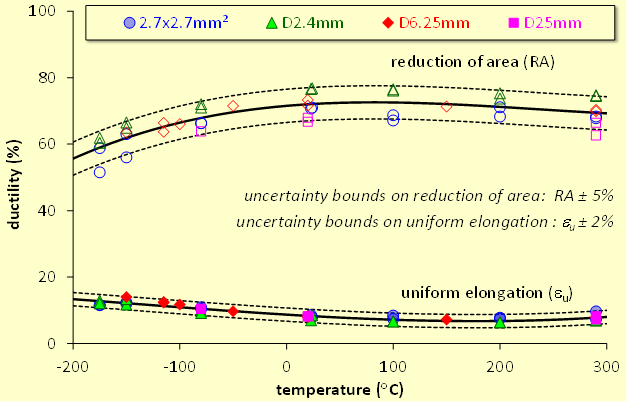 2.7x2.7mm² D2.4mm D6.25mm D25mm
reduction of area (RA)
uncertainty bounds on reduction of area: RA ± 5%
uncertainty bounds on uniform elongation : εu ± 2%
uniform elongation (εu)
ductility (%)
100
80
60
40
20
0
-200 -100 0 100 200 300
temperature (°C)